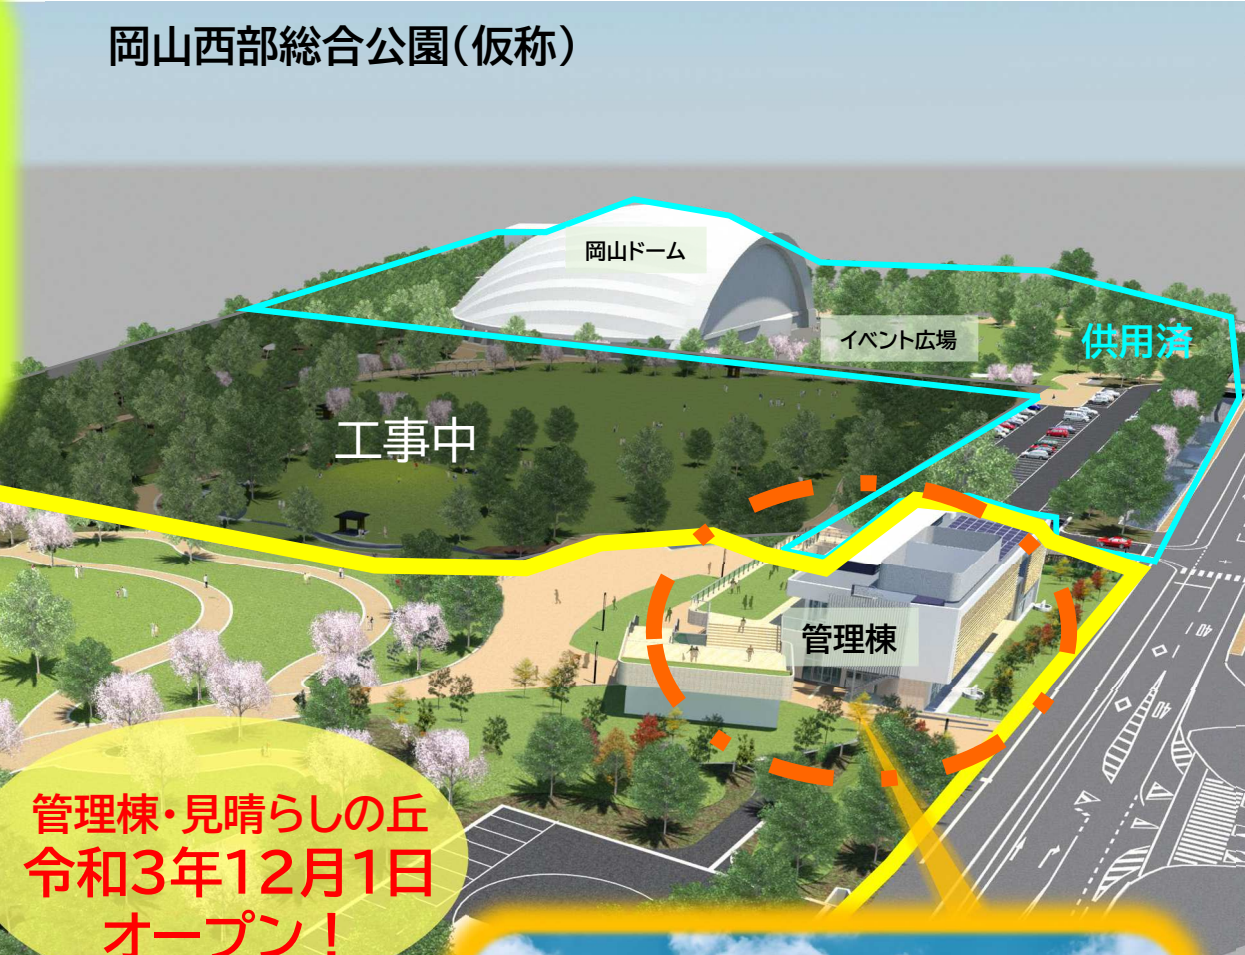 岡山西部総合公園(仮称)
岡山ドーム
イベント広場
供用済
工事中
管理棟
40
40
管理棟・見晴らしの丘
令和3年12月1日
オープン!